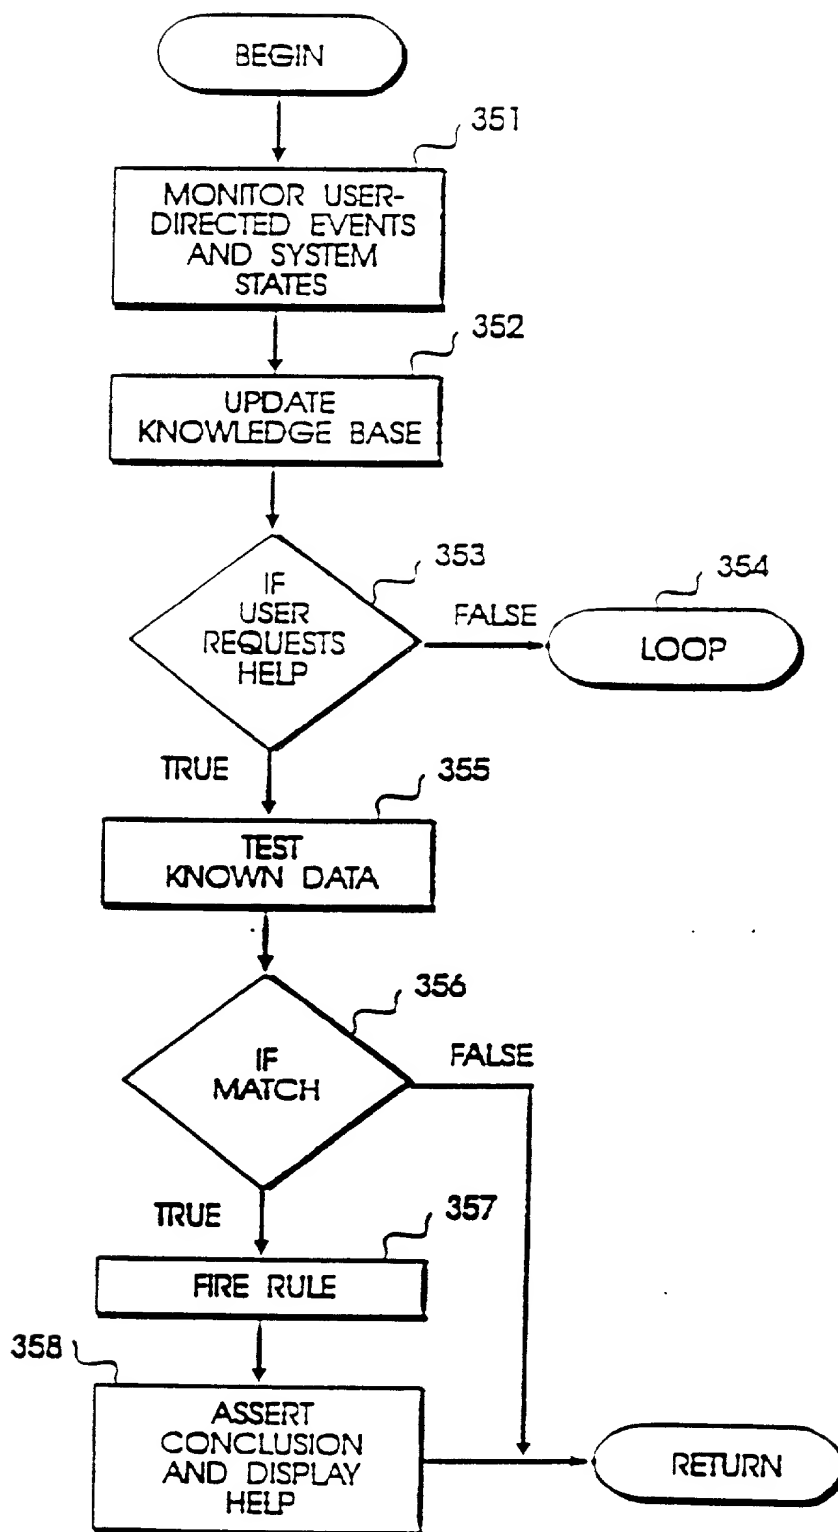 BEGIN
351
MONITOR USER-
DIRECTED EVENTS
AND SYSTEM
STATES
352
UPDATE
KNOWLEDGE BASE
353
IF
USER
REQUESTS
HELP
FALSE
354
LOOP
TRUE
355
TEST
KNOWN DATA
356
IF
MATCH
FALSE
TRUE
357
FIRE RULE
358
ASSERT
CONCLUSION
AND DISPLAY
HELP
RETURN